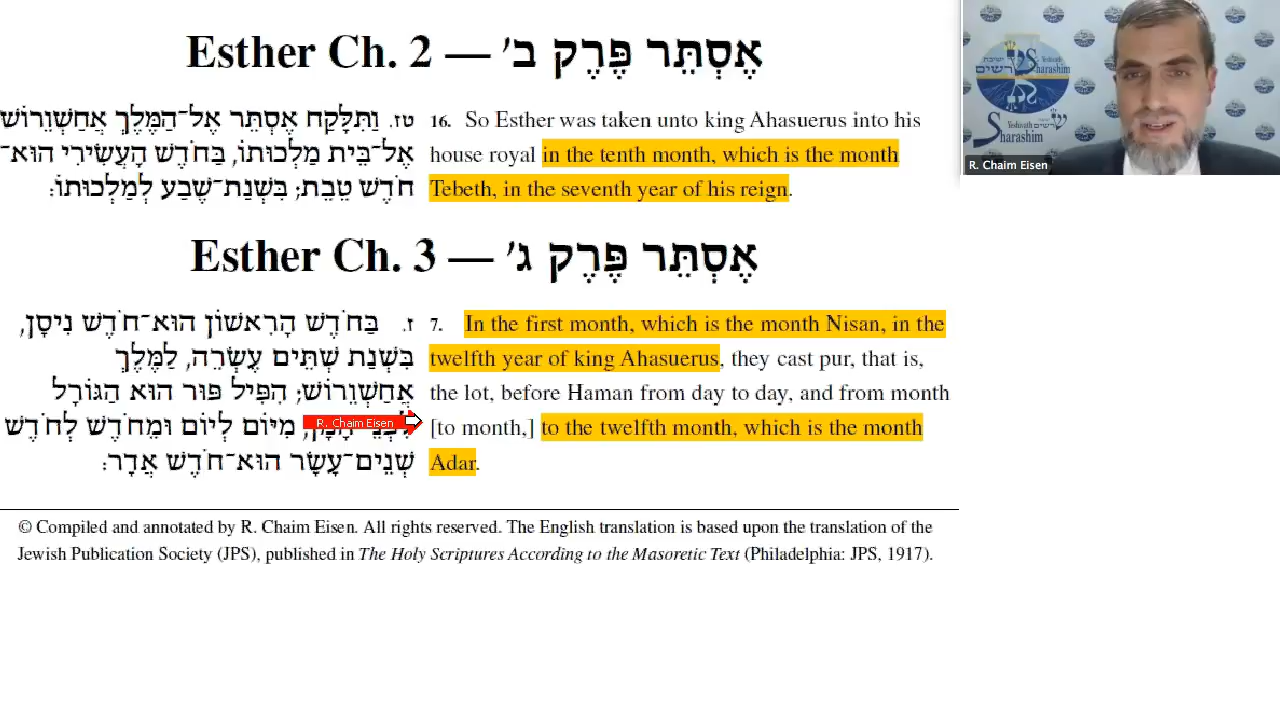 Esther Ch. 2 — אֶסְתֵּר פֶּרֶק ב׳
טז. וַתִּלָּקַח אֶסְתֵּר אֶל־הַמֶּלֶךְ אֲחַשְׁוֵרוֹשׁ
אֶל־בֵּית מַלְכוּתוֹ, בַּחֹדֶשׁ הָעֲשִׂירִי הוּא־
חֹדֶשׁ טֵבֵת; בִּשְׁנַת־שֶׁבַע לְמַלְכוּתוֹ:
16. So Esther was taken unto king Ahasuerus into his
house royal in the tenth month, which is the month
Tebeth, in the seventh year of his reign.
Esther Ch. 3 — אֶסְתֵּר פֶּרֶק ג׳
ז. בַּחֹדֶשׁ הָרִאשׁוֹן הוּא־חֹדֶשׁ נִיסָן,
בִּשְׁנַת שְׁתֵּים עֶשְׂרֵה, לַמֶּלֶךְ
אֲחַשְׁוֵרוֹשׁ; הִפִּיל פּוּר הוּא הַגּוֹרָל
מִיּוֹם לְיוֹם וּמֵחֹדֶשׁ לְחֹדֶשׁ
שְׁנֵים־עָשָׂר הוּא־חֹדֶשׁ אֲדָר:
R. Chaim Eisen
7. In the first month, which is the month Nisan, in the
twelfth year of king Ahasuerus, they cast pur, that is,
the lot, before Haman from day to day, and from month
[to month,] to the twelfth month, which is the month
Adar.
© Compiled and annotated by R. Chaim Eisen. All rights reserved. The English translation is based upon the translation of the
Jewish Publication Society (JPS), published in The Holy Scriptures According to the Masoretic Text (Philadelphia: JPS, 1917).
ישיבת
שרשים
Sharashim
Yeshivath
Sharashim
R. Chaim Eisen